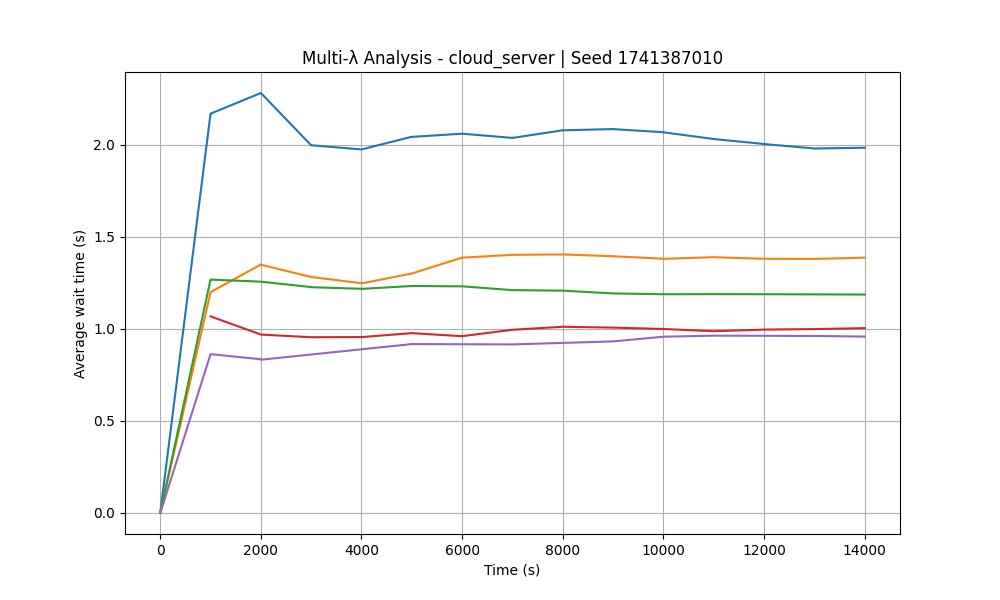 Multi-λ Analysis - cloud_server | Seed 1741387010
Average wait time (s)
2.0
1.5
1.0
0.5
0.0
0 2000 4000 6000 8000 10000 12000 14000
Time (s)